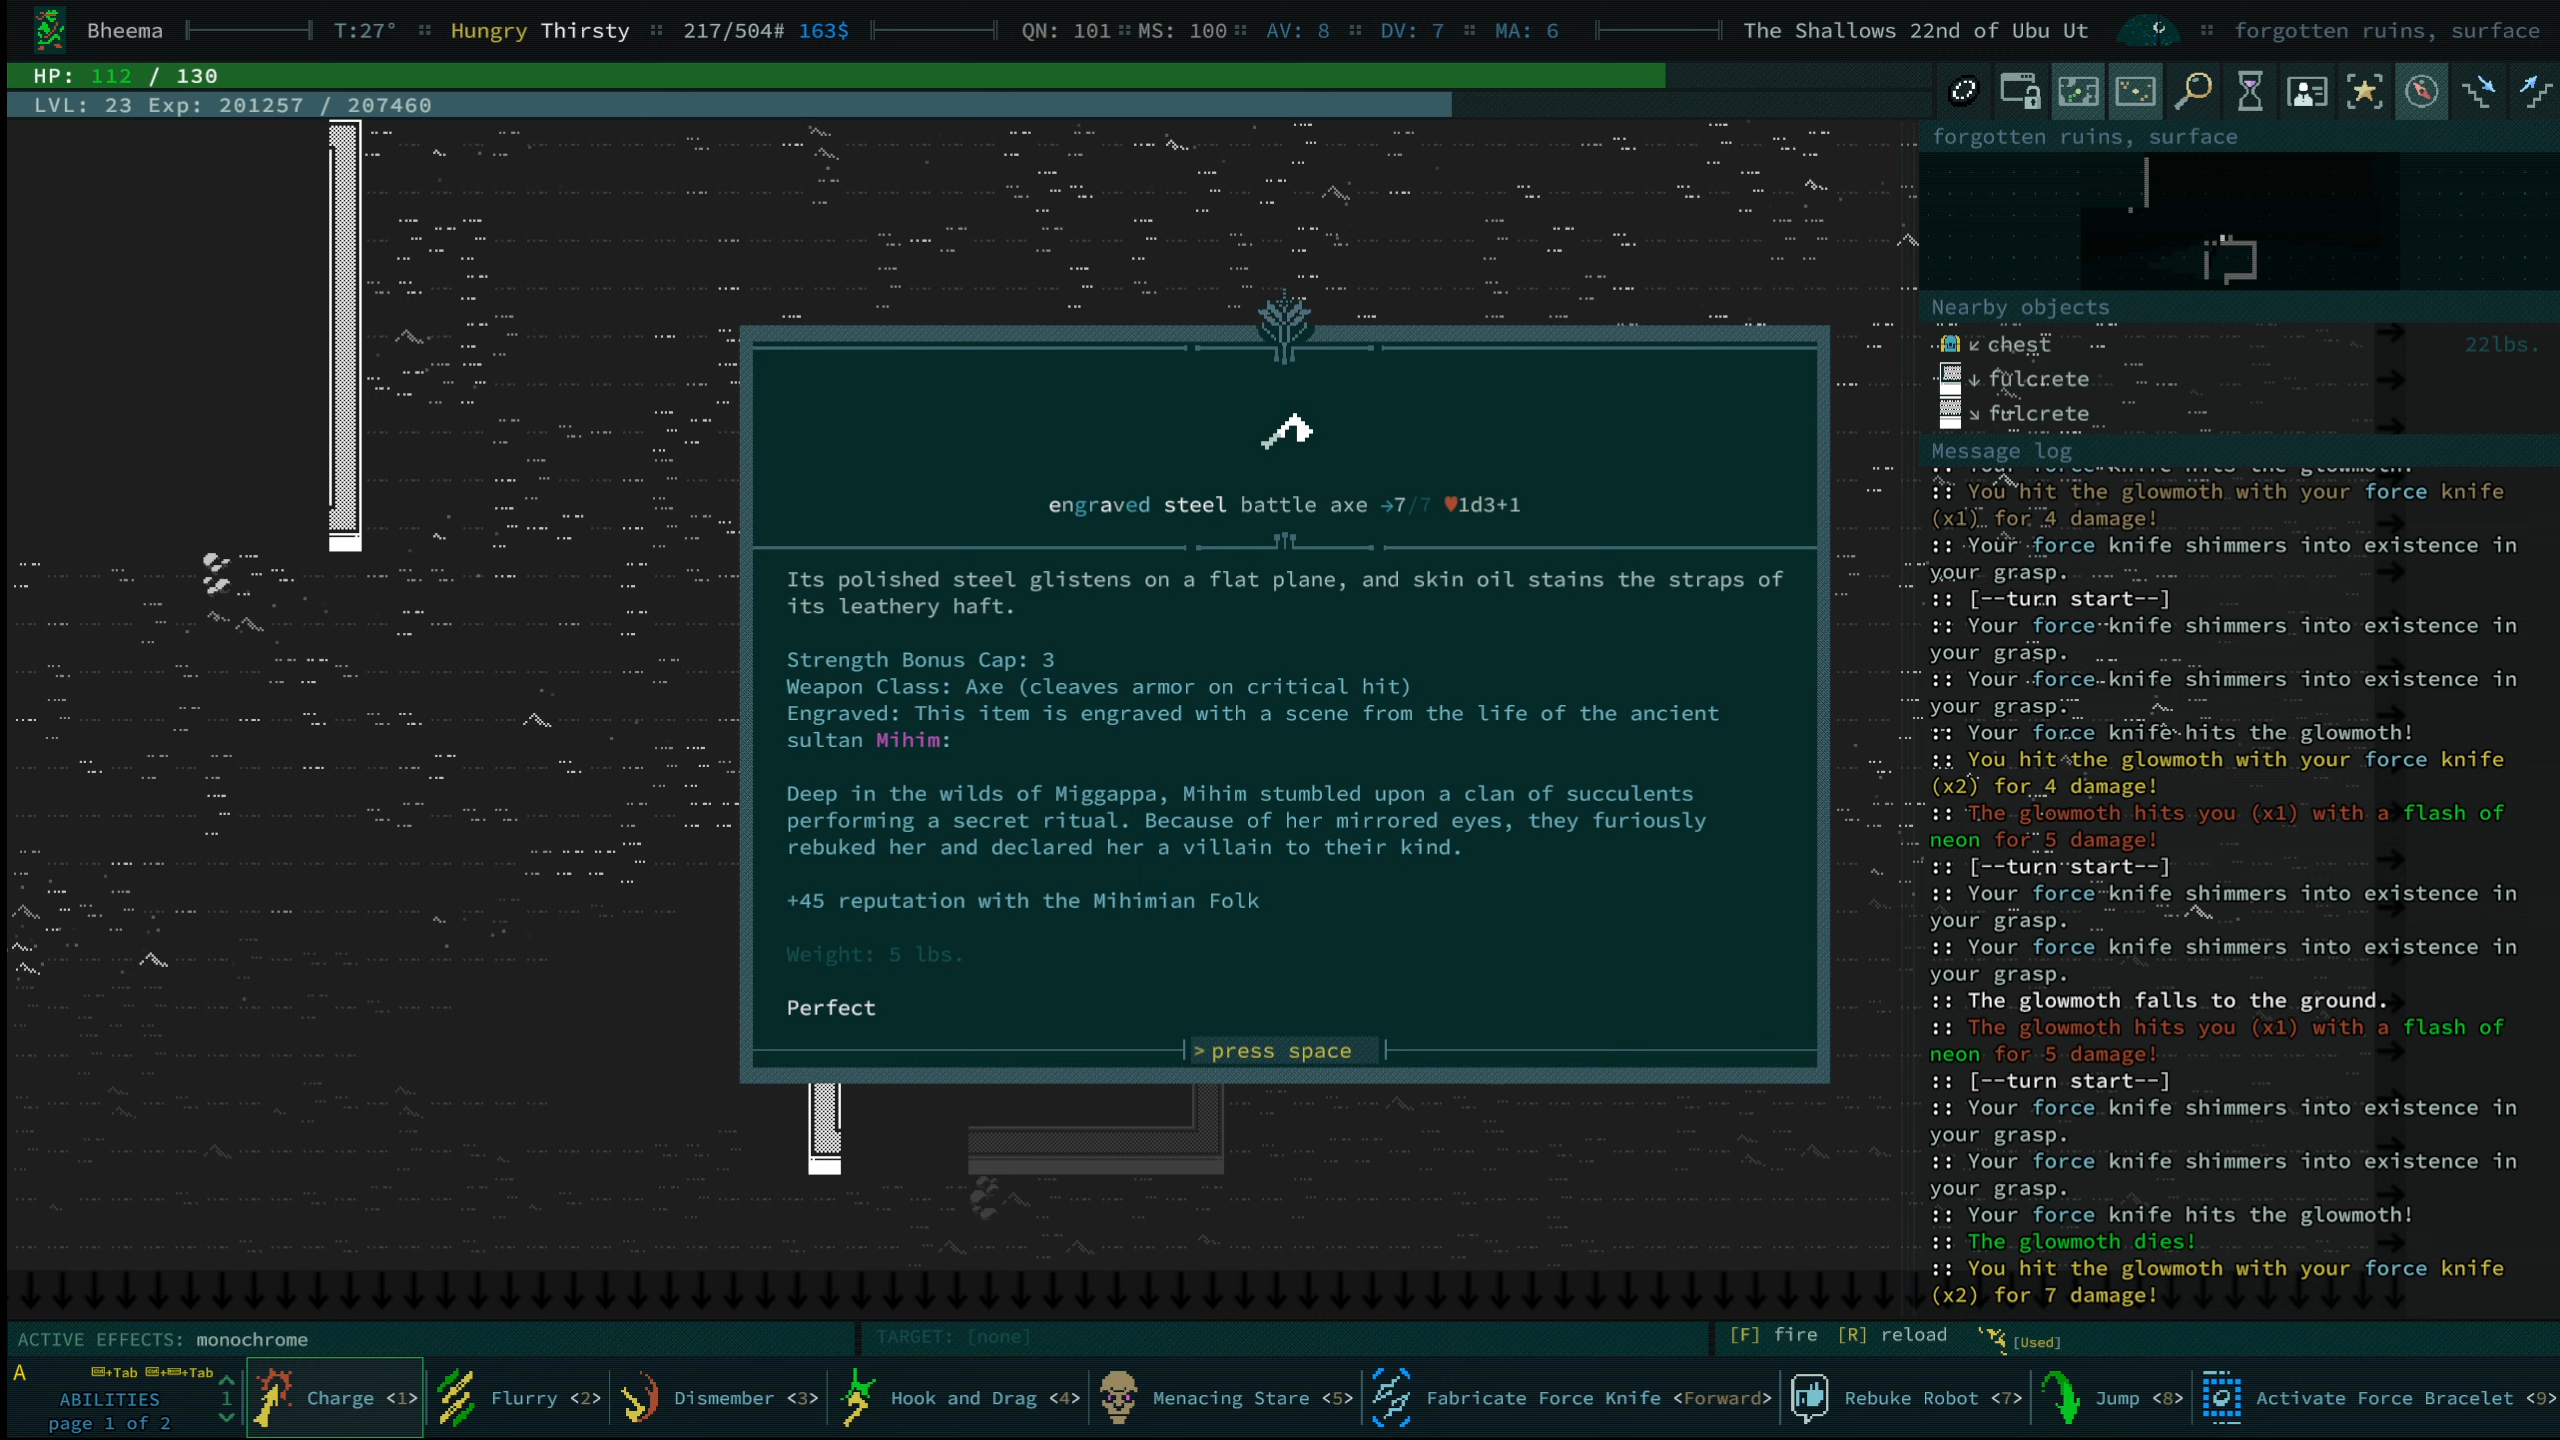 Bheema T:27° :: Hungry Thirsty :: 217/504# 163$ QN: 101 :: MS: 100 :: AV: 8 :: DV: 7 :: MA: 6 The Shallows 22nd of Ubu Ut :: forgotten ruins, surface
HP: 112 / 130
LVL: 23 Exp: 201257 / 207460
forgotten ruins, surface
Nearby objects
↙ chest 22lbs.
↓ fulcrete
↘ fulcrete
Message log
:: Your force knife hits the glowmoth!
:: You hit the glowmoth with your force knife
(x1) for 4 damage!
:: Your force knife shimmers into existence in
your grasp.
:: [--turn start--]
:: Your force knife shimmers into existence in
your grasp.
:: Your force knife shimmers into existence in
your grasp.
:: Your force knife hits the glowmoth!
:: You hit the glowmoth with your force knife
(x2) for 4 damage!
:: The glowmoth hits you (x1) with a flash of
neon for 5 damage!
:: [--turn start--]
:: Your force knife shimmers into existence in
your grasp.
:: Your force knife shimmers into existence in
your grasp.
:: The glowmoth falls to the ground.
:: The glowmoth hits you (x1) with a flash of
neon for 5 damage!
:: [--turn start--]
:: Your force knife shimmers into existence in
your grasp.
:: Your force knife shimmers into existence in
your grasp.
:: Your force knife hits the glowmoth!
:: The glowmoth dies!
:: You hit the glowmoth with your force knife
(x2) for 7 damage!
engraved steel battle axe →7/7 ♥1d3+1
Its polished steel glistens on a flat plane, and skin oil stains the straps of
its leathery haft.
Strength Bonus Cap: 3
Weapon Class: Axe (cleaves armor on critical hit)
Engraved: This item is engraved with a scene from the life of the ancient
sultan Mihim:
Deep in the wilds of Miggappa, Mihim stumbled upon a clan of succulents
performing a secret ritual. Because of her mirrored eyes, they furiously
rebuked her and declared her a villain to their kind.
+45 reputation with the Mihimian Folk
Weight: 5 lbs.
Perfect
> press space
ACTIVE EFFECTS: monochrome
TARGET: [none]
[F] fire [R] reload [Used]
A +Tab +Tab
ABILITIES 1
page 1 of 2
Charge <1>
Flurry <2>
Dismember <3>
Hook and Drag <4>
Menacing Stare <5>
Fabricate Force Knife <Forward>
Rebuke Robot <7>
Jump <8>
Activate Force Bracelet <9>